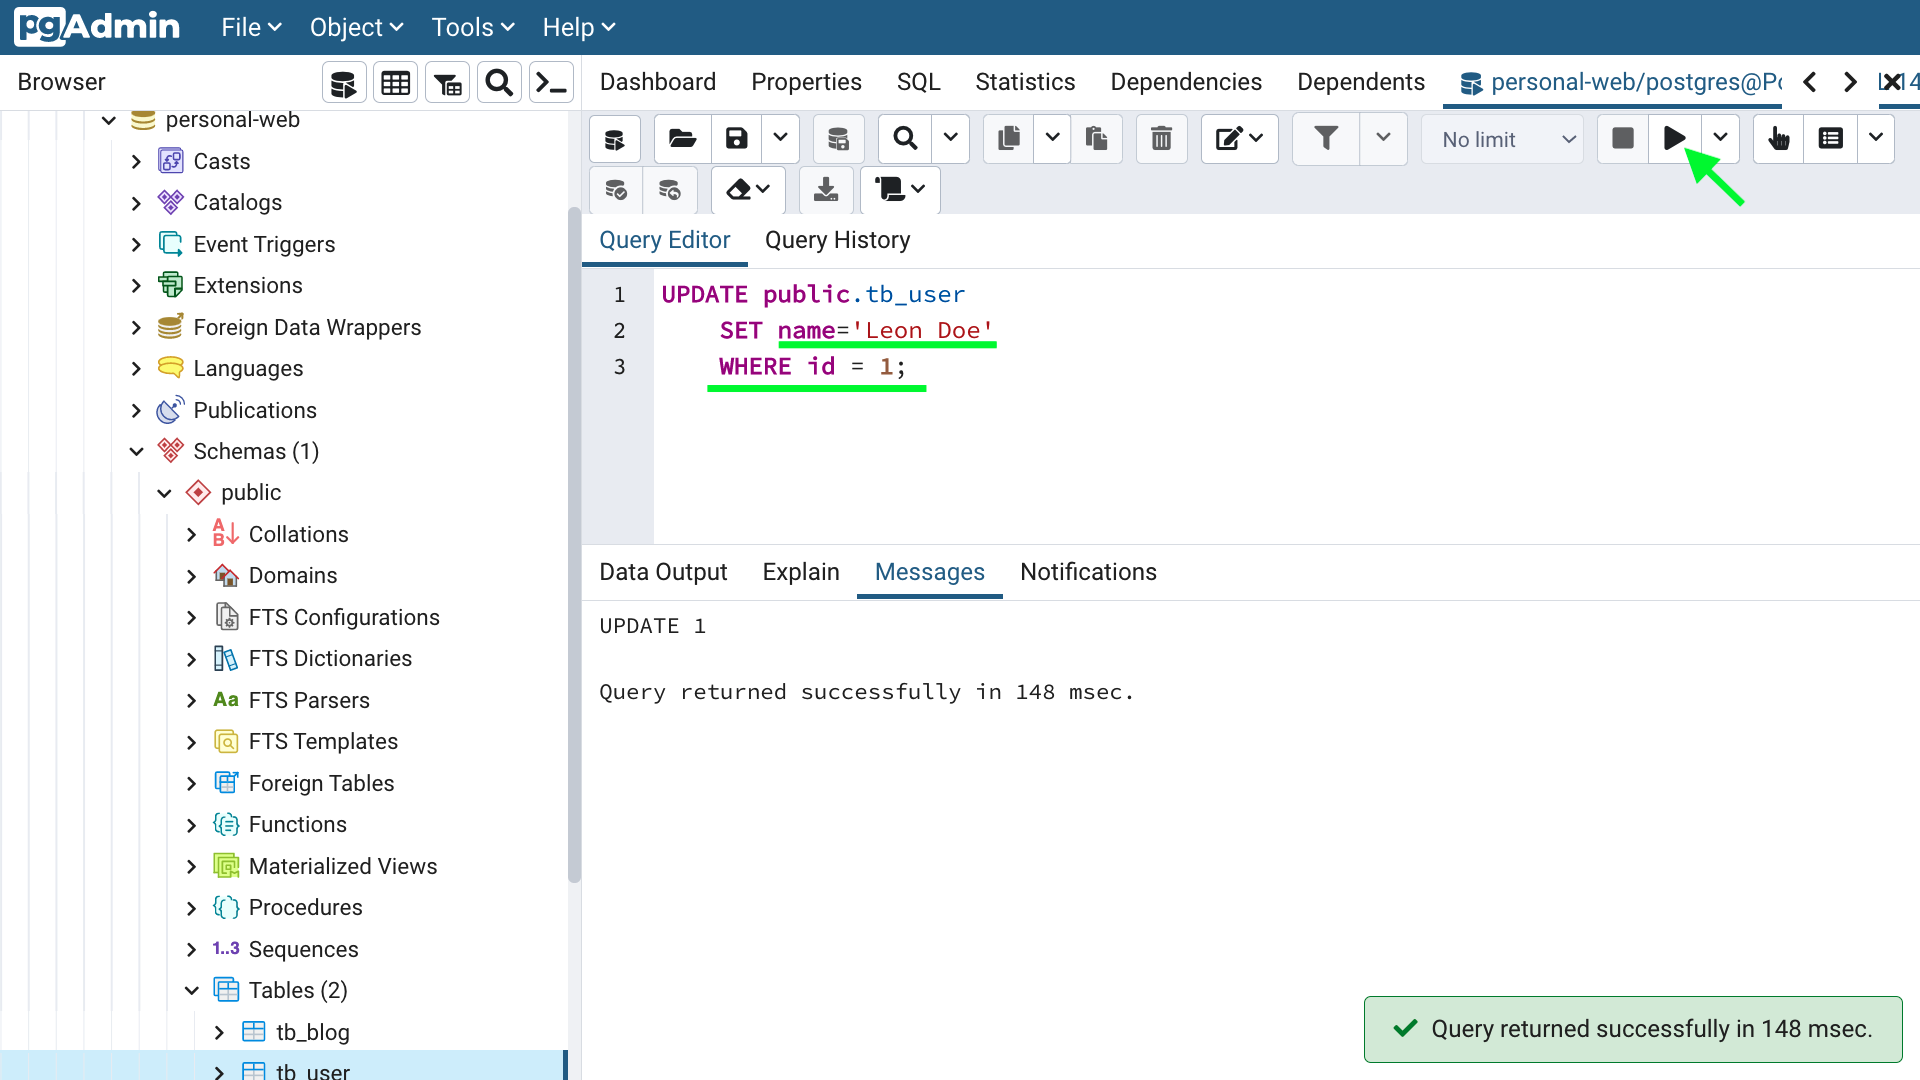 pgAdmin File Object Tools Help
Browser
Dashboard Properties SQL Statistics Dependencies Dependents personal-web/postgres@Po
personal-web
Casts
Catalogs
Event Triggers
Extensions
Foreign Data Wrappers
Languages
Publications
Schemas (1)
public
Collations
Domains
FTS Configurations
FTS Dictionaries
Aa FTS Parsers
FTS Templates
Foreign Tables
Functions
Materialized Views
Procedures
1..3 Sequences
Tables (2)
tb_blog
tb_user
No limit
Query Editor Query History
1 UPDATE public.tb_user
2 SET name='Leon Doe'
3 WHERE id = 1;
Data Output Explain Messages Notifications
UPDATE 1
Query returned successfully in 148 msec.
Query returned successfully in 148 msec.